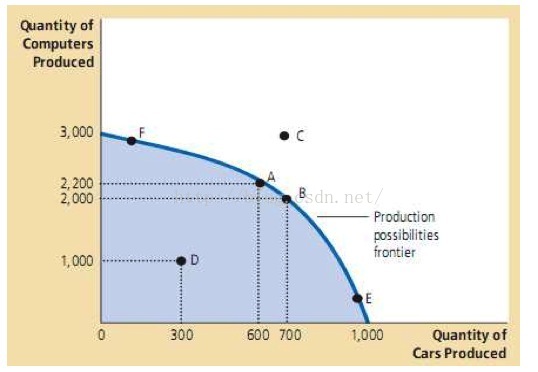 Quantity of
Computers
Produced
3,000
F
C
2,200
A
2,000
B
sdn.net/
Production
possibilities
frontier
1,000
D
E
0
300
600
700
1,000
Quantity of
Cars Produced